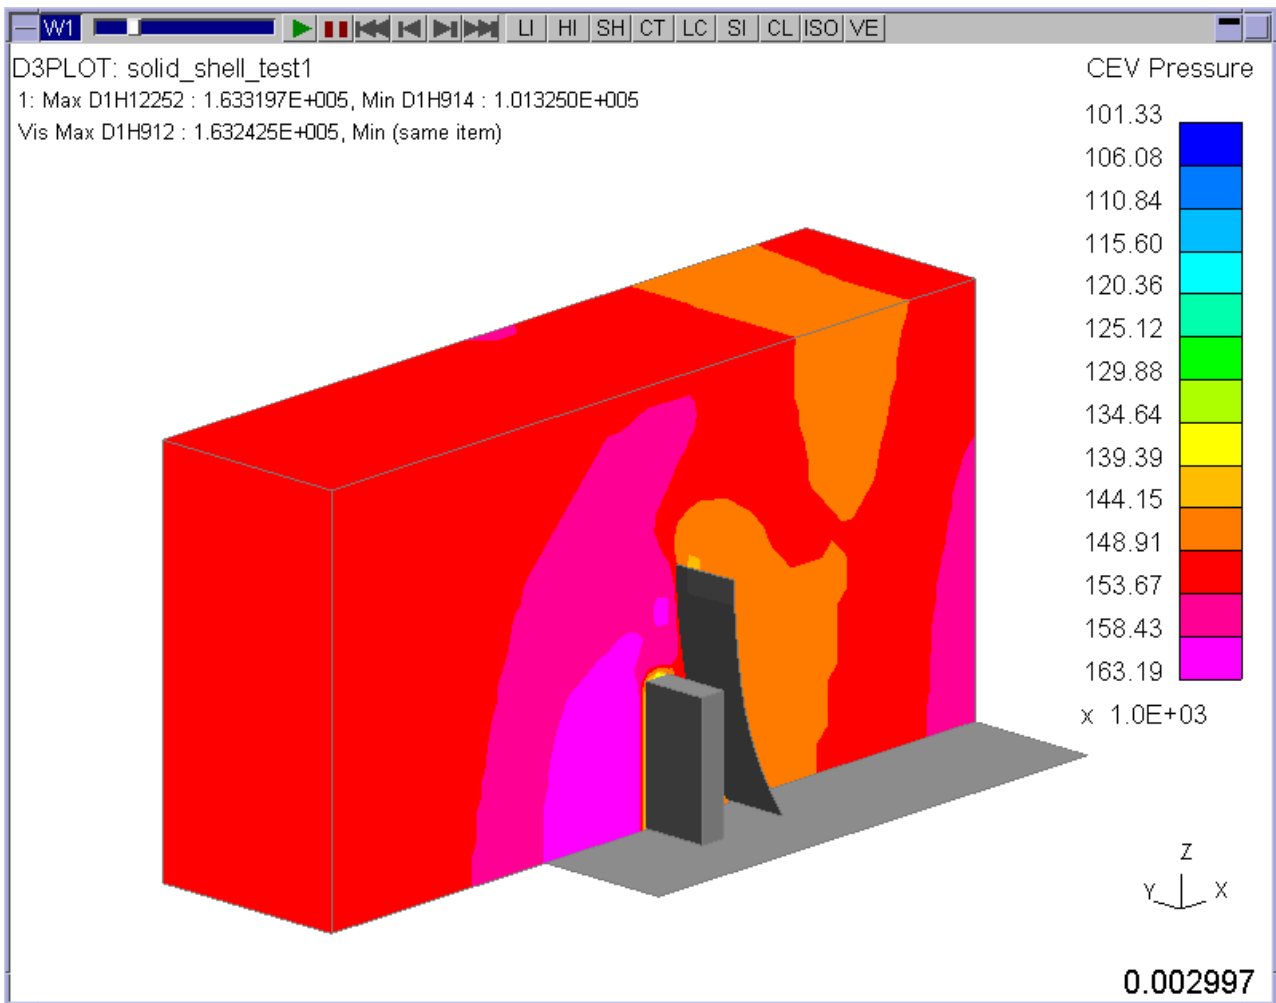 W1 LI HI SH CT LC SI CL ISO VE
D3PLOT: solid_shell_test1
1: Max D1H12252 : 1.633197E+005, Min D1H914 : 1.013250E+005
Vis Max D1H912 : 1.632425E+005, Min (same item)
CEV Pressure
101.33
106.08
110.84
115.60
120.36
125.12
129.88
134.64
139.39
144.15
148.91
153.67
158.43
163.19
x 1.0E+03
Z
Y X
0.002997